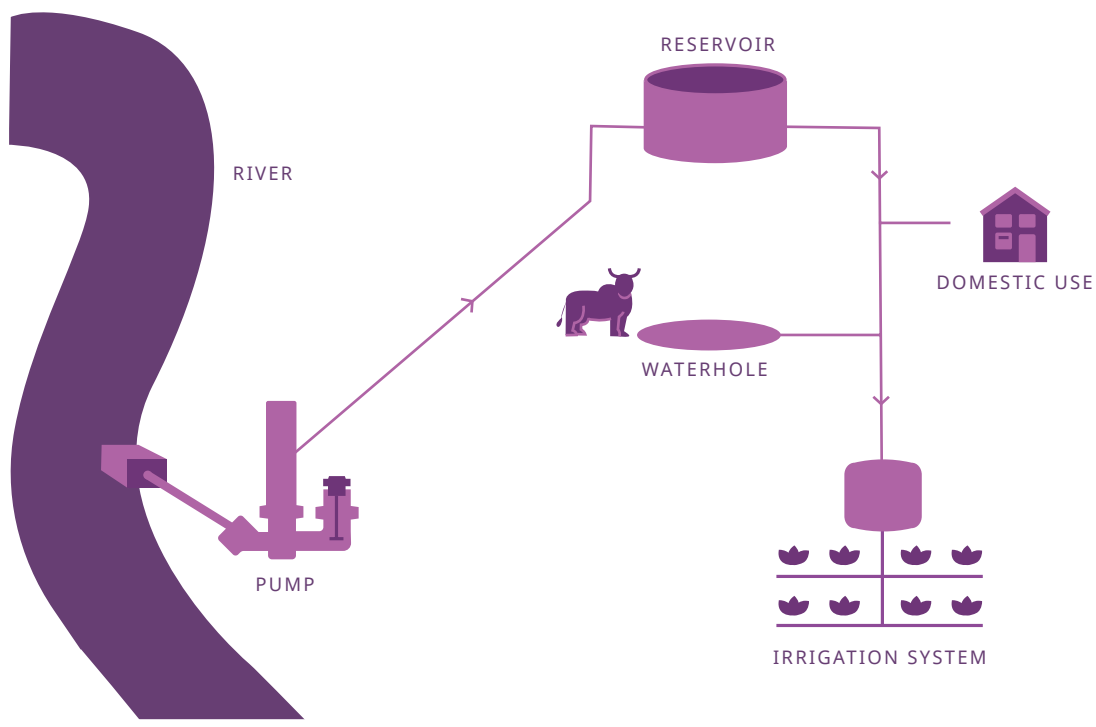 RESERVOIR
RIVER
DOMESTIC USE
WATERHOLE
PUMP
IRRIGATION SYSTEM